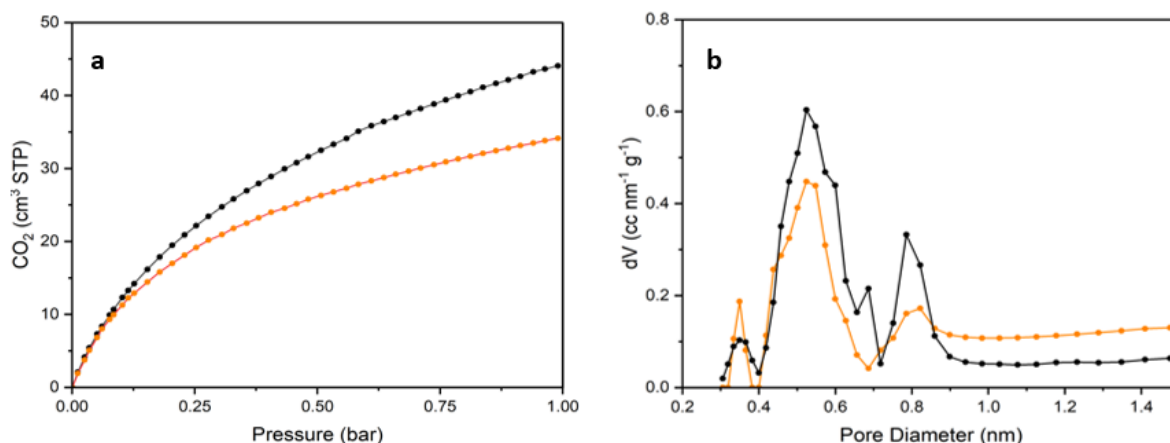 a
50
40
30
20
10
0
CO₂ (cm³ STP)
0.00 0.25 0.50 0.75 1.00
Pressure (bar)
b
0.8
0.6
0.4
0.2
0.0
dV (cc nm⁻¹ g⁻¹)
0.2 0.4 0.6 0.8 1.0 1.2 1.4
Pore Diameter (nm)